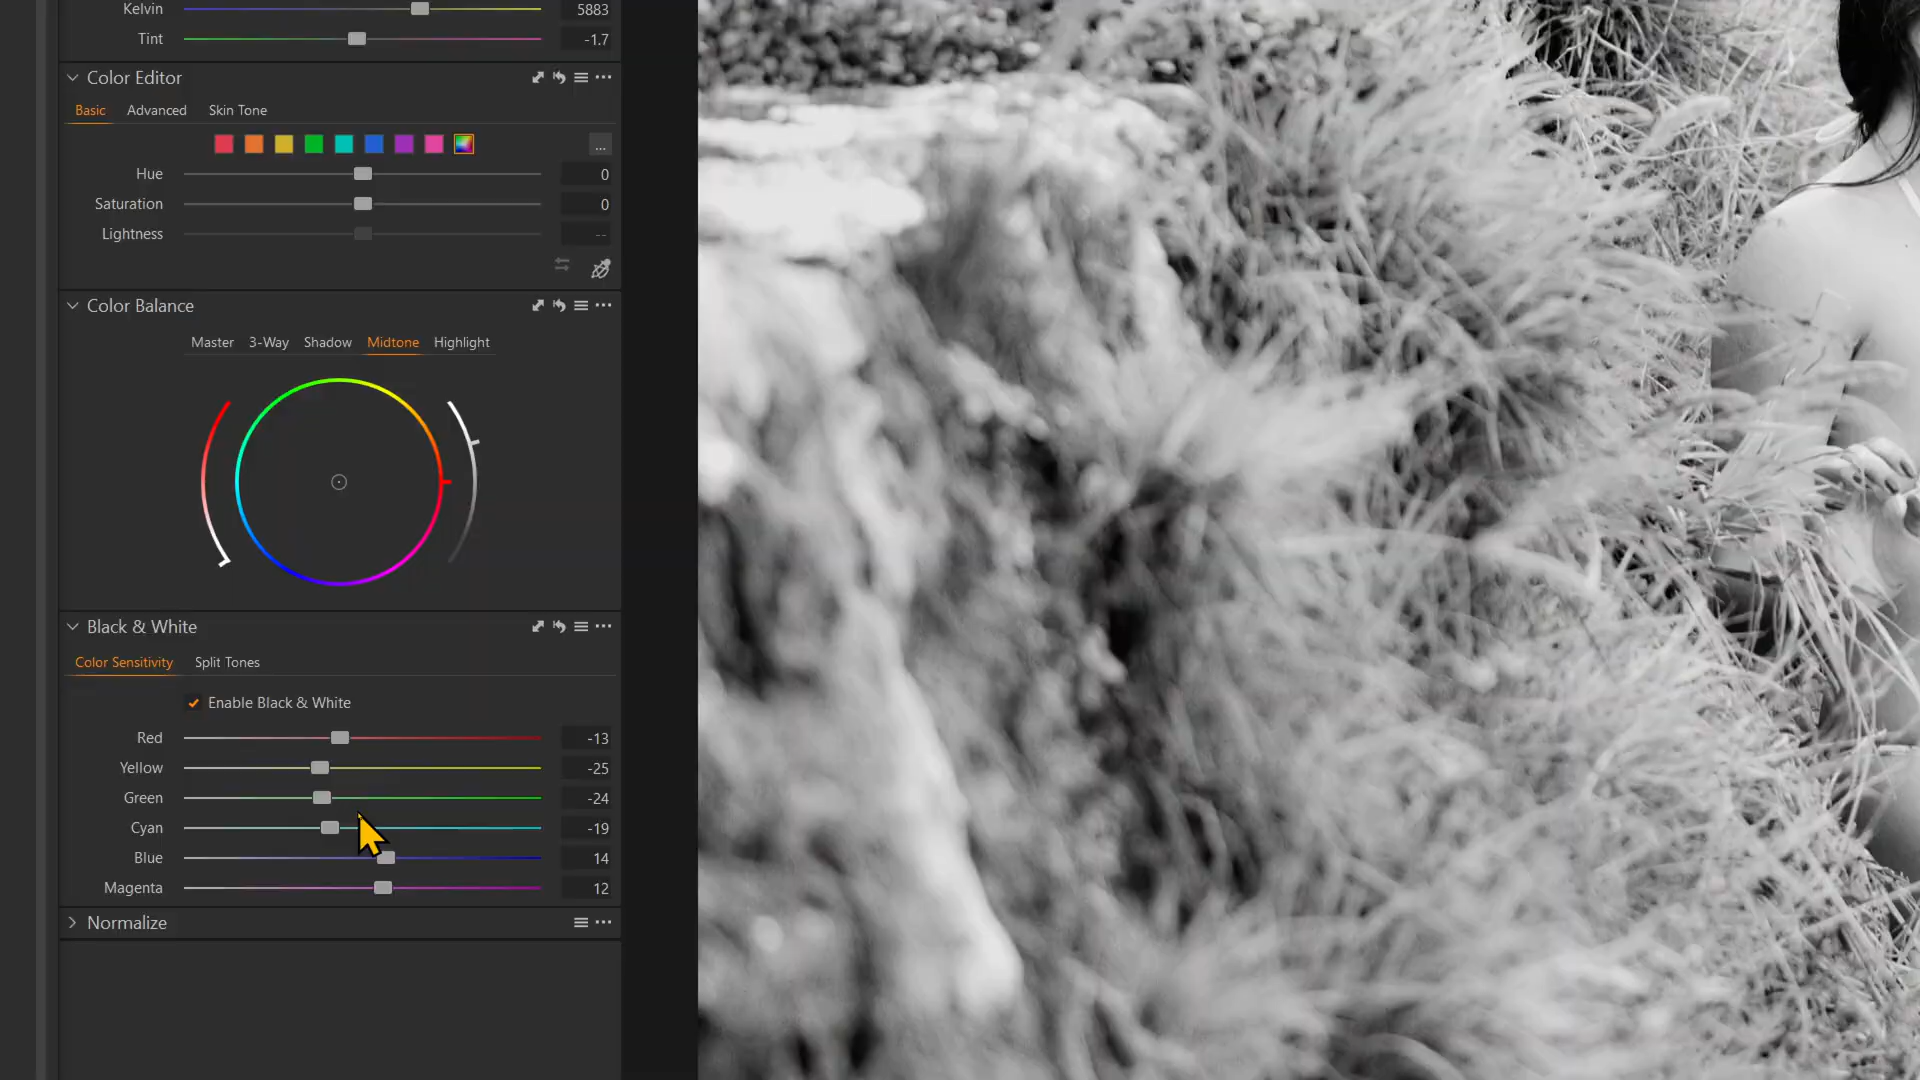 Kelvin 5883
Tint -1.7
Color Editor
Basic Advanced Skin Tone
...
Hue 0
Saturation 0
Lightness --
Color Balance
Master 3-Way Shadow Midtone Highlight
Black & White
Color Sensitivity Split Tones
Enable Black & White
Red -13
Yellow -25
Green -24
Cyan -19
Blue 14
Magenta 12
Normalize